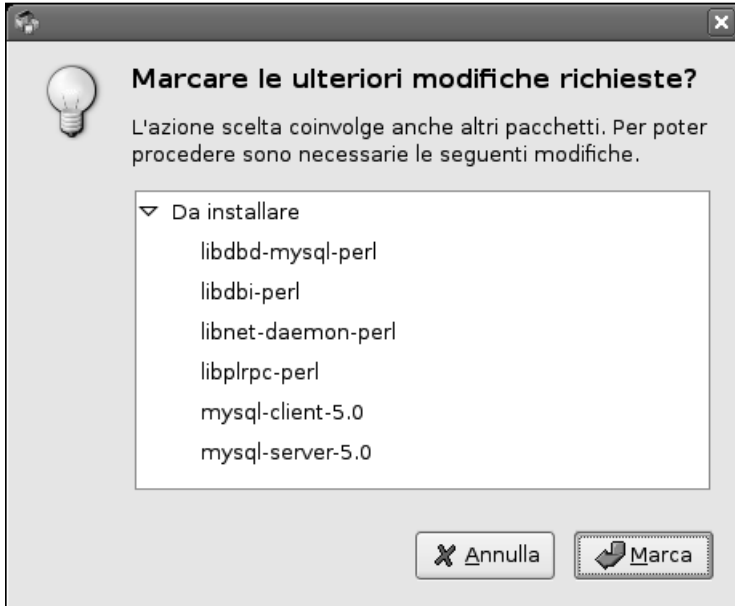 Marcare le ulteriori modifiche richieste?
L'azione scelta coinvolge anche altri pacchetti. Per poter
procedere sono necessarie le seguenti modifiche.
Da installare
libdbd-mysql-perl
libdbi-perl
libnet-daemon-perl
libplrpc-perl
mysql-client-5.0
mysql-server-5.0
Annulla
Marca